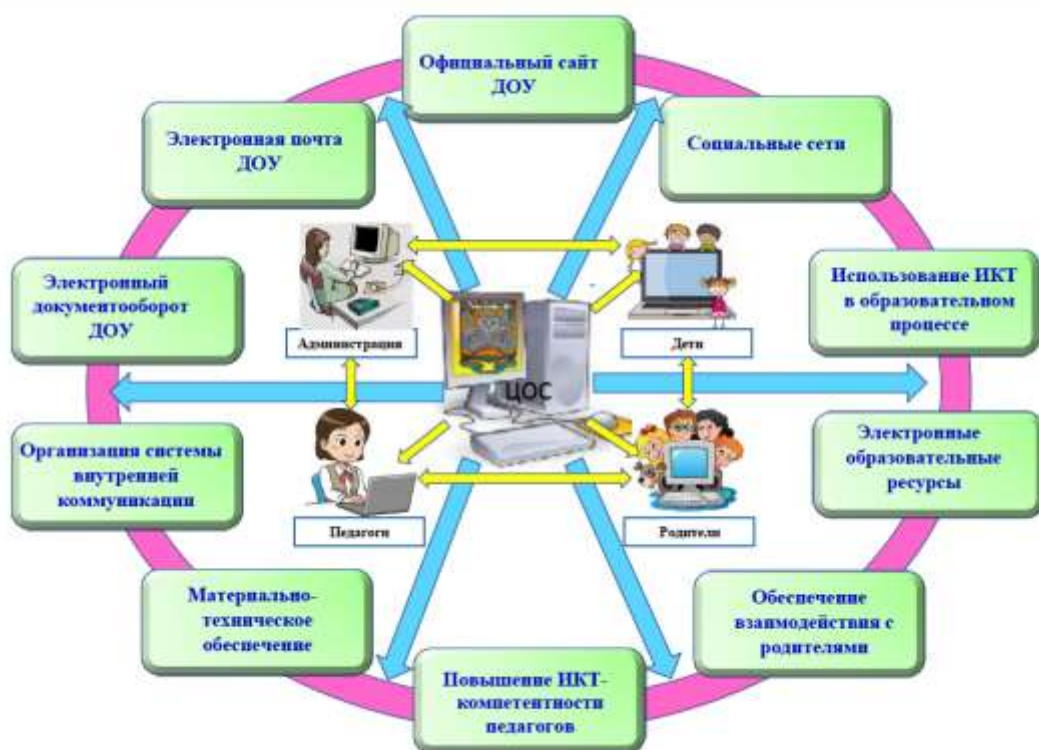 Официальный сайт
ДОУ
Электронная почта
ДОУ
Социальные сети
Электронный
документооборот
ДОУ
Использование ИКТ
в образовательном
процессе
Администрация
Дети
ЦОС
Организация системы
внутренней
коммуникации
Электронные
образовательные
ресурсы
Педагоги
Родители
Материально-
техническое
обеспечение
Обеспечение
взаимодействия с
родителями
Повышение ИКТ-
компетентности
педагогов